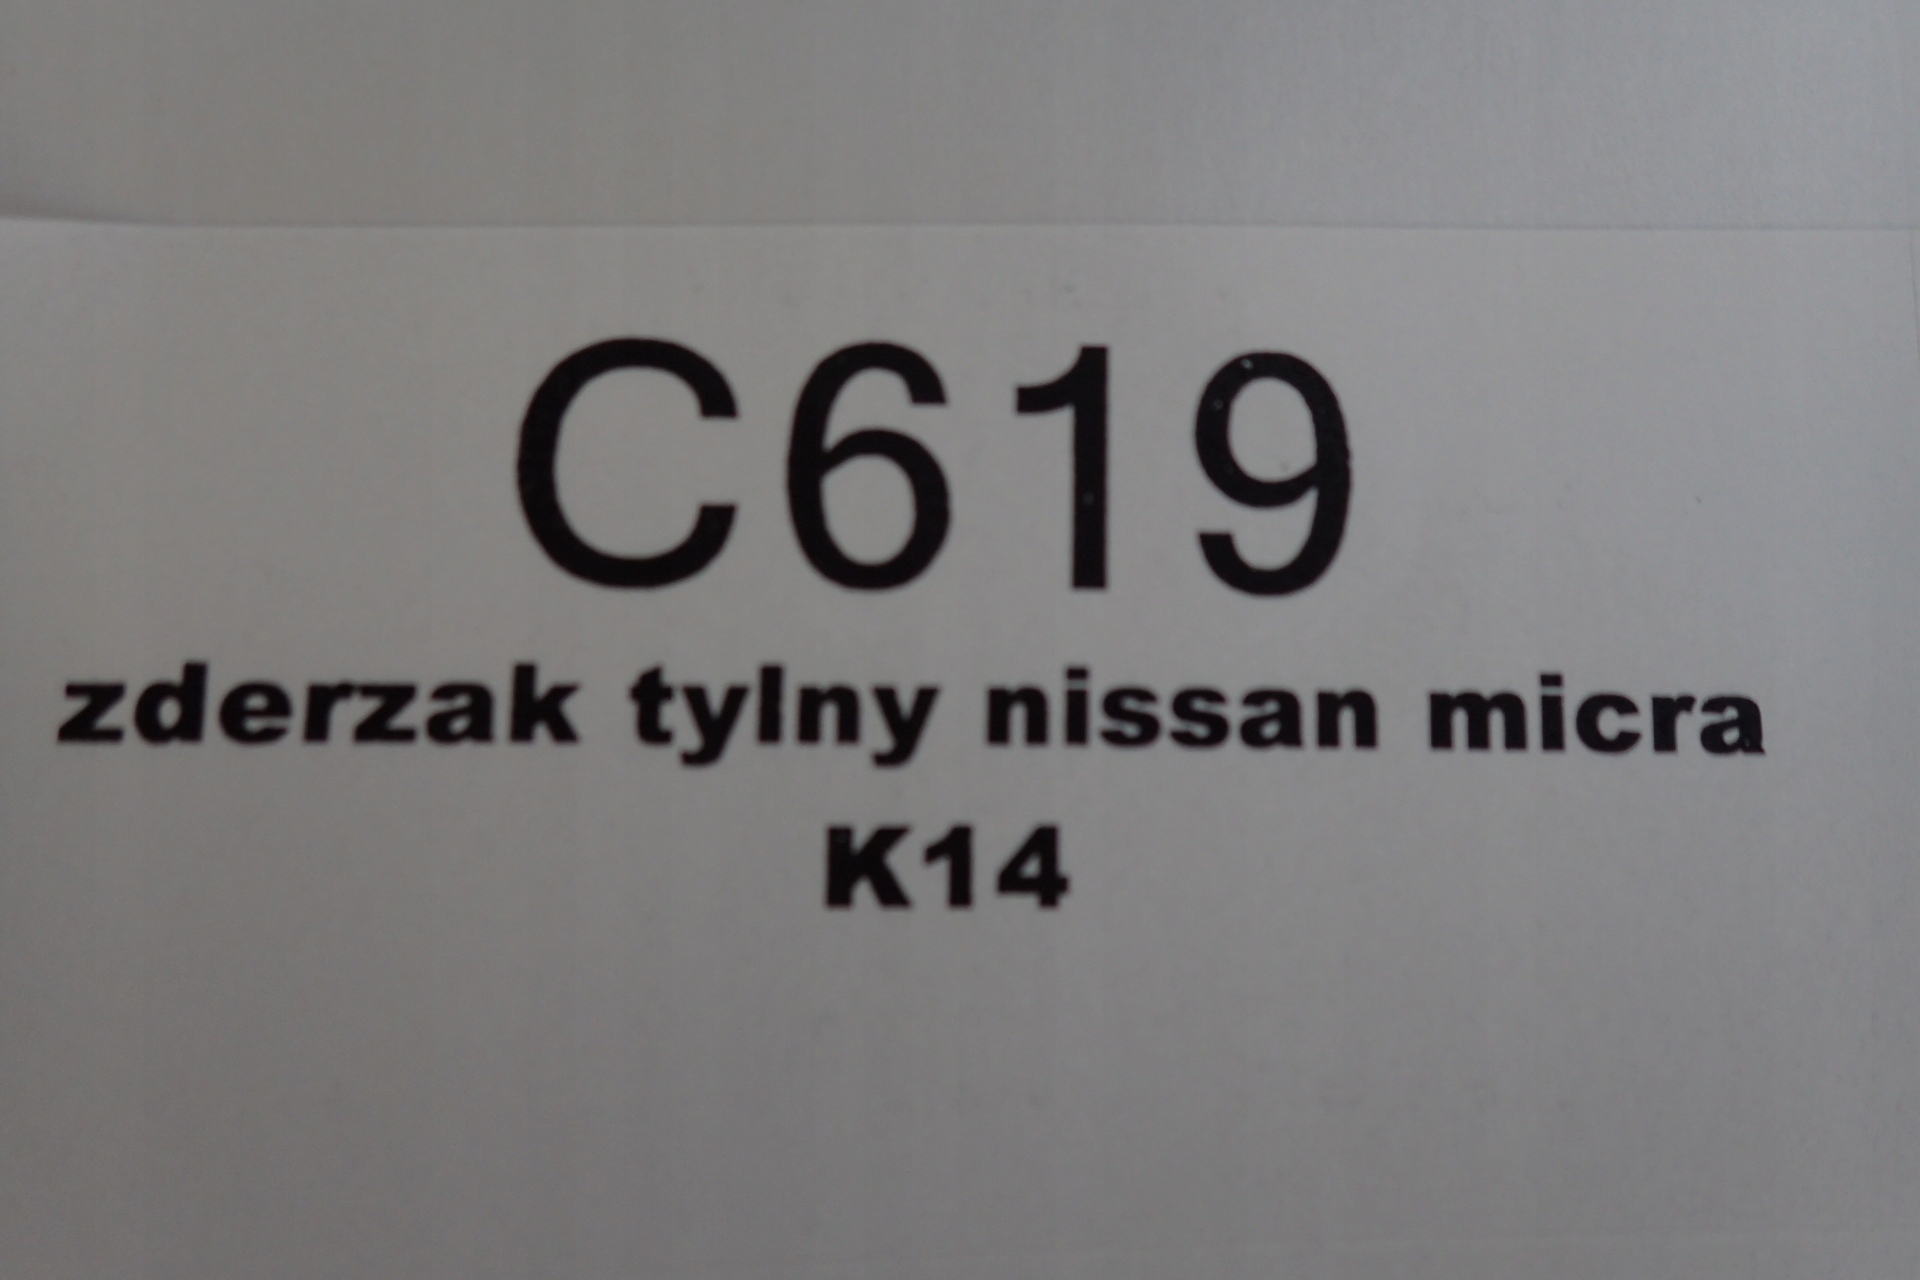 C619
zderzak tylny nissan micra
K14